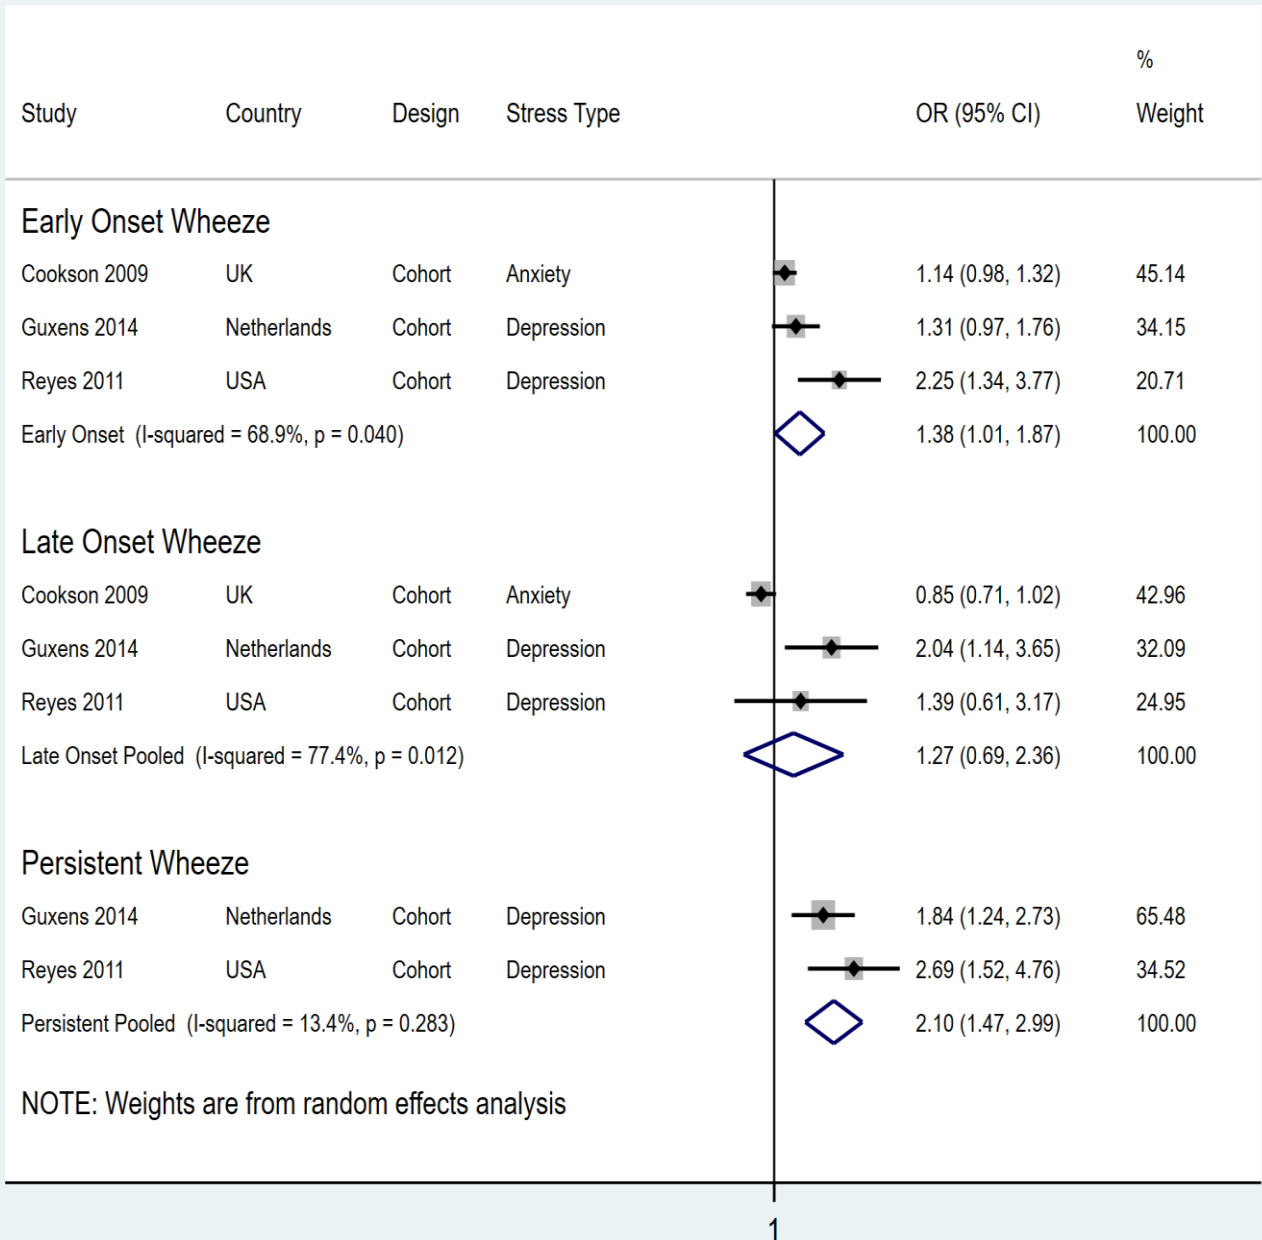 %
Study Country Design Stress Type OR (95% CI) Weight
Early Onset Wheeze
Cookson 2009 UK Cohort Anxiety 1.14 (0.98, 1.32) 45.14
Guxens 2014 Netherlands Cohort Depression 1.31 (0.97, 1.76) 34.15
Reyes 2011 USA Cohort Depression 2.25 (1.34, 3.77) 20.71
Early Onset (I-squared = 68.9%, p = 0.040) 1.38 (1.01, 1.87) 100.00
Late Onset Wheeze
Cookson 2009 UK Cohort Anxiety 0.85 (0.71, 1.02) 42.96
Guxens 2014 Netherlands Cohort Depression 2.04 (1.14, 3.65) 32.09
Reyes 2011 USA Cohort Depression 1.39 (0.61, 3.17) 24.95
Late Onset Pooled (I-squared = 77.4%, p = 0.012) 1.27 (0.69, 2.36) 100.00
Persistent Wheeze
Guxens 2014 Netherlands Cohort Depression 1.84 (1.24, 2.73) 65.48
Reyes 2011 USA Cohort Depression 2.69 (1.52, 4.76) 34.52
Persistent Pooled (I-squared = 13.4%, p = 0.283) 2.10 (1.47, 2.99) 100.00
NOTE: Weights are from random effects analysis
1